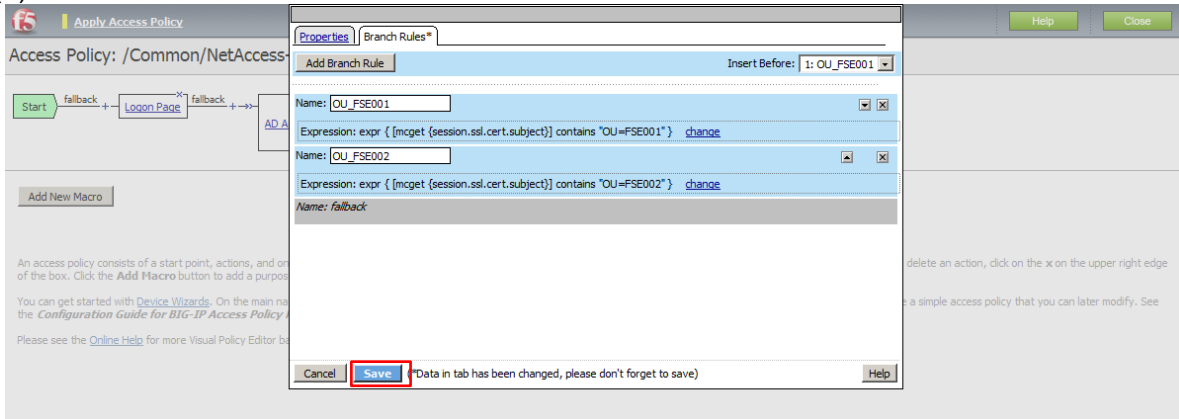 f5 Apply Access Policy Help Close
Access Policy: /Common/NetAccess-
Properties Branch Rules*
Add Branch Rule Insert Before: 1: OU_FSE001
Start fallback + Logon Page x fallback + AD A
Name: OU_FSE001
Expression: expr { [mcget {session.ssl.cert.subject}] contains "OU=FSE001" } change
Name: OU_FSE002
Expression: expr { [mcget {session.ssl.cert.subject}] contains "OU=FSE002" } change
Name: fallback
Add New Macro
An access policy consists of a start point, actions, and on delete an action, click on the x on the upper right edge
of the box. Click the Add Macro button to add a purpos
You can get started with Device Wizards. On the main na e a simple access policy that you can later modify. See
the Configuration Guide for BIG-IP Access Policy
Please see the Online Help for more Visual Policy Editor ba
Cancel Save (*Data in tab has been changed, please don't forget to save) Help